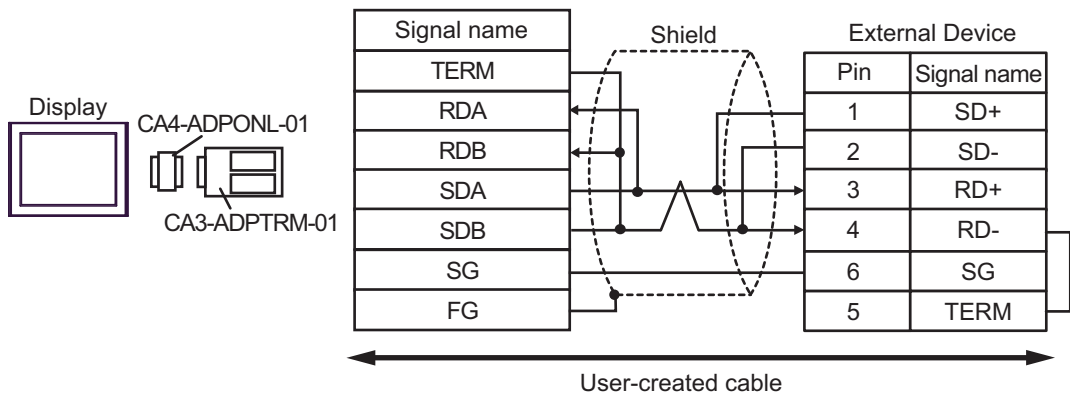 Display
CA4-ADPONL-01
CA3-ADPTRM-01
Signal name
TERM
RDA
RDB
SDA
SDB
SG
FG
Shield
External Device
Pin Signal name
1 SD+
2 SD-
3 RD+
4 RD-
6 SG
5 TERM
User-created cable